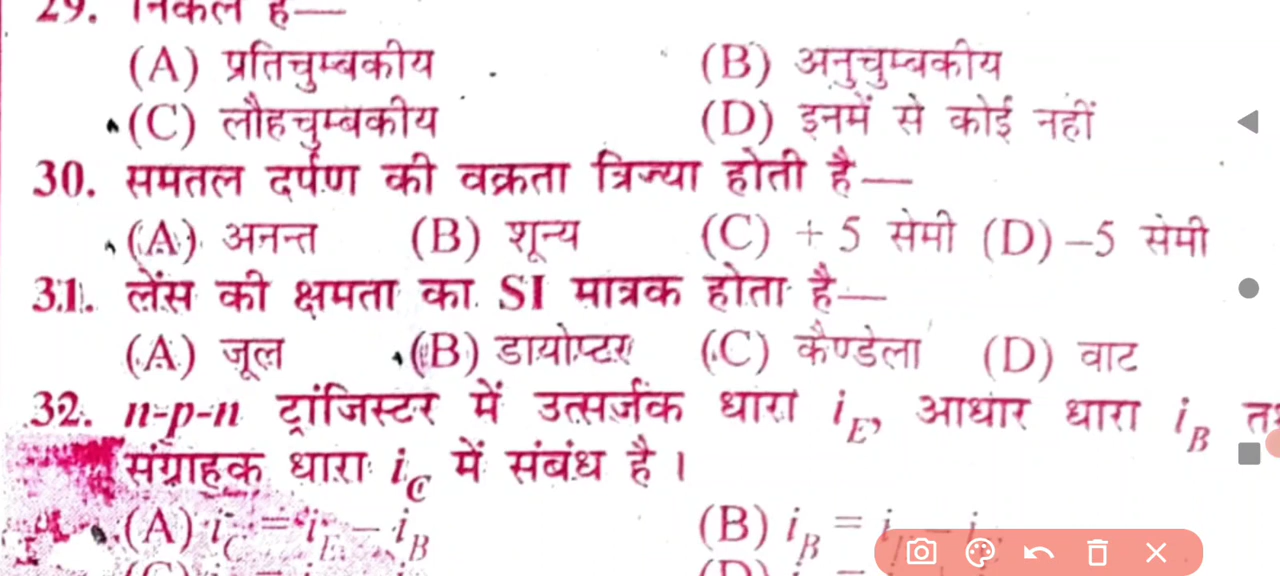 29. निकेल है—
(A) प्रतिचुम्बकीय (B) अनुचुम्बकीय
(C) लौहचुम्बकीय (D) इनमें से कोई नहीं
30. समतल दर्पण की वक्रता त्रिज्या होती है—
(A) अनन्त (B) शून्य (C) + 5 सेमी (D) –5 सेमी
31. लेंस की क्षमता का SI मात्रक होता है—
(A) जूल (B) डायोप्टर (C) कैण्डेला (D) वाट
32. n-p-n ट्रांजिस्टर में उत्सर्जक धारा i_E, आधार धारा i_B
संग्राहक धारा i_C में संबंध है।
(A) i_C = i_E – i_B (B) i_B =